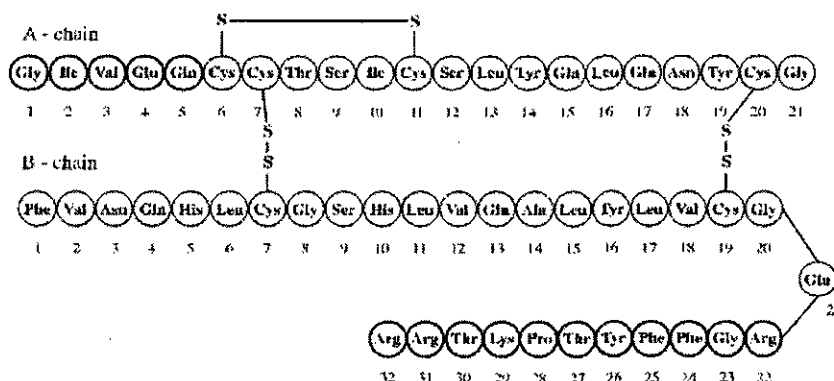 S S
A - chain
Gly Ile Val Glu Gln Cys Cys Thr Ser Ile Cys Ser Leu Tyr Gln Leu Glu Asn Tyr Cys Gly
1 2 3 4 5 6 7 8 9 10 11 12 13 14 15 16 17 18 19 20 21
S S
S S
B - chain
Phe Val Asn Gln His Leu Cys Gly Ser His Leu Val Glu Ala Leu Tyr Leu Val Cys Gly
1 2 3 4 5 6 7 8 9 10 11 12 13 14 15 16 17 18 19 20
Glu
2
Arg Arg Thr Lys Pro Thr Tyr Phe Phe Gly Arg
32 31 30 29 28 27 26 25 24 23 22